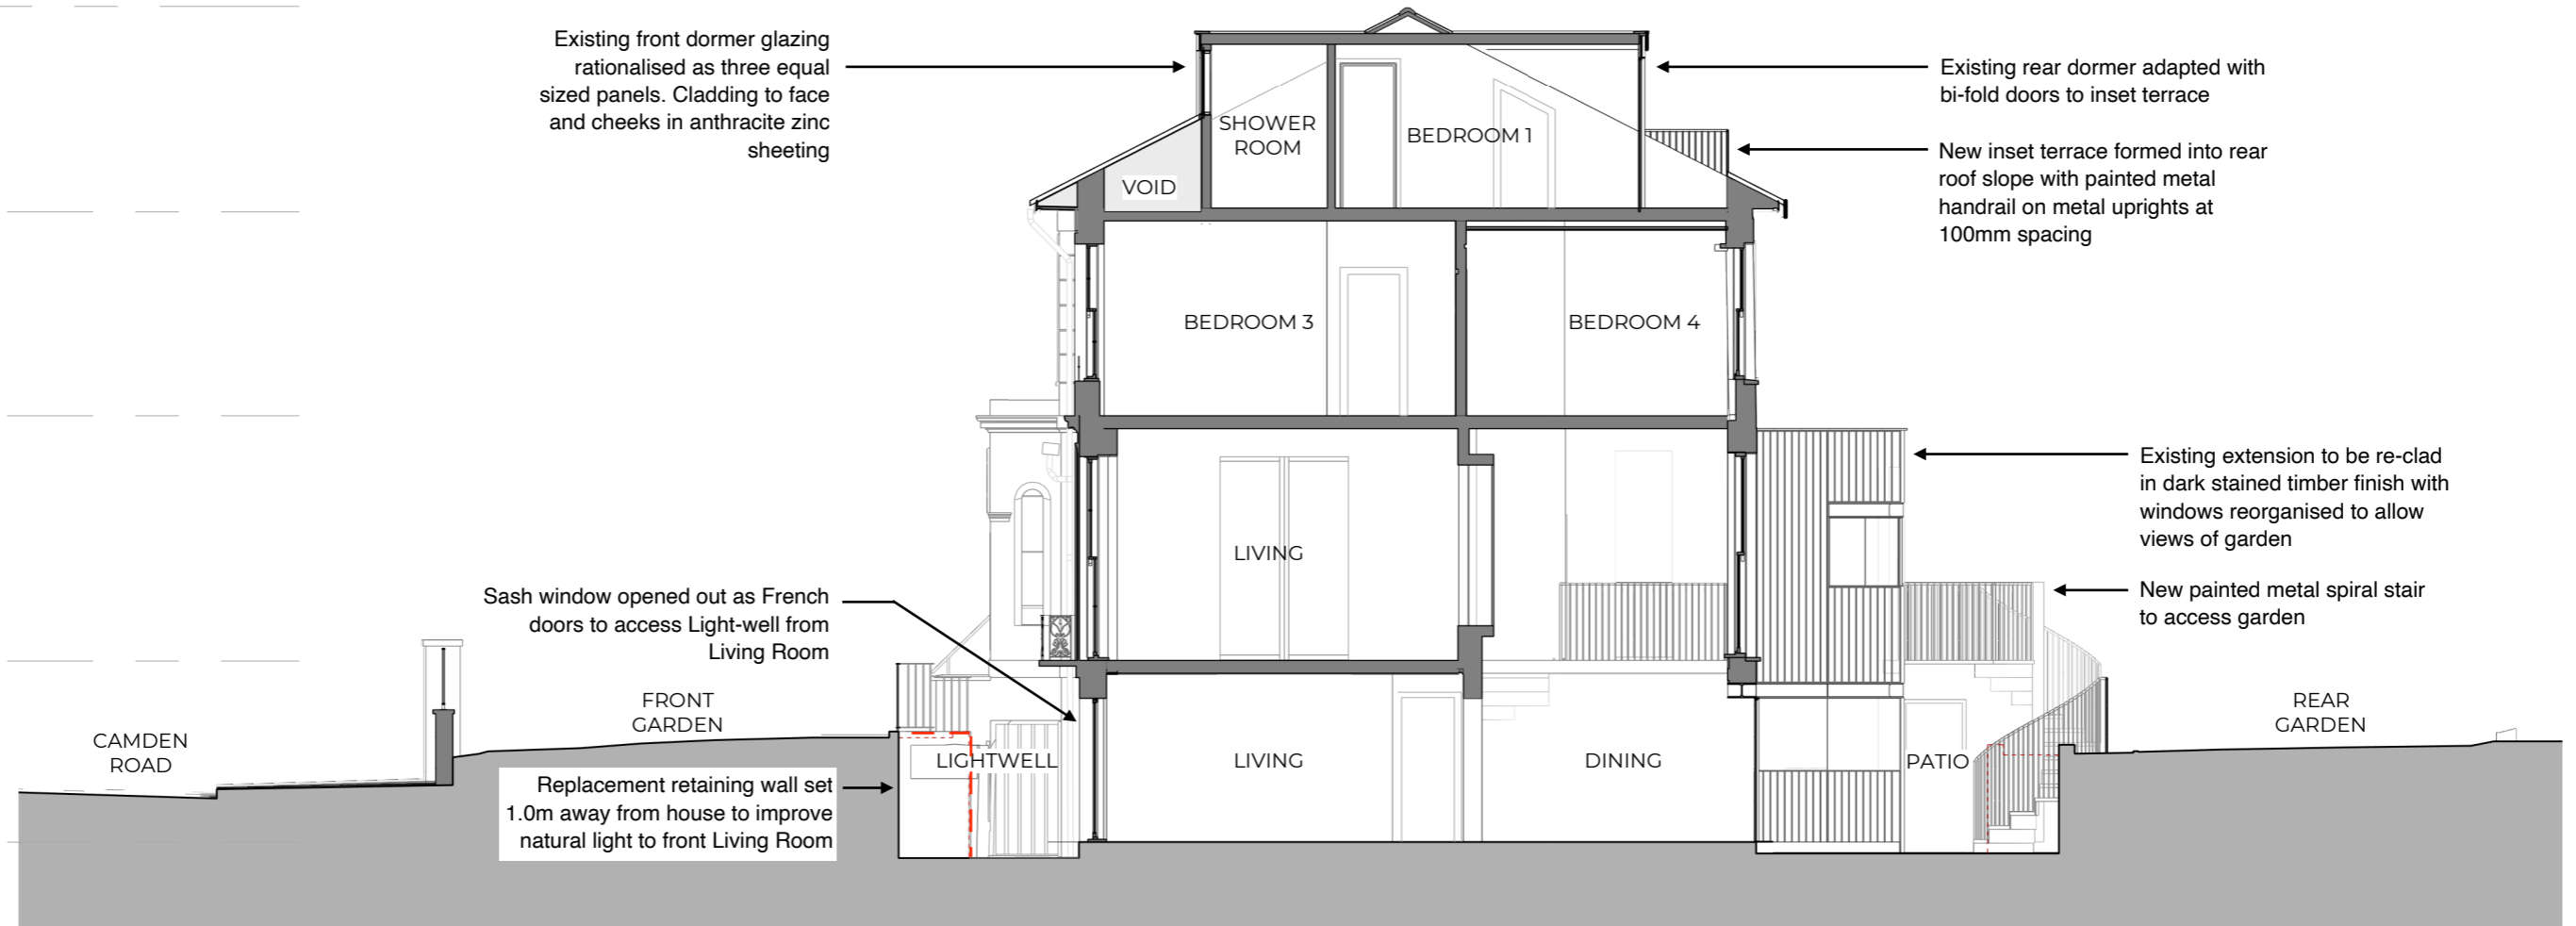 Existing front dormer glazing
rationalised as three equal
sized panels. Cladding to face
and cheeks in anthracite zinc
sheeting
Existing rear dormer adapted with
bi-fold doors to inset terrace
New inset terrace formed into rear
roof slope with painted metal
handrail on metal uprights at
100mm spacing
SHOWER
ROOM
BEDROOM 1
VOID
BEDROOM 3
BEDROOM 4
Existing extension to be re-clad
in dark stained timber finish with
windows reorganised to allow
views of garden
LIVING
Sash window opened out as French
doors to access Light-well from
Living Room
New painted metal spiral stair
to access garden
FRONT
GARDEN
REAR
GARDEN
CAMDEN
ROAD
LIGHTWELL
LIVING
DINING
PATIO
Replacement retaining wall set
1.0m away from house to improve
natural light to front Living Room